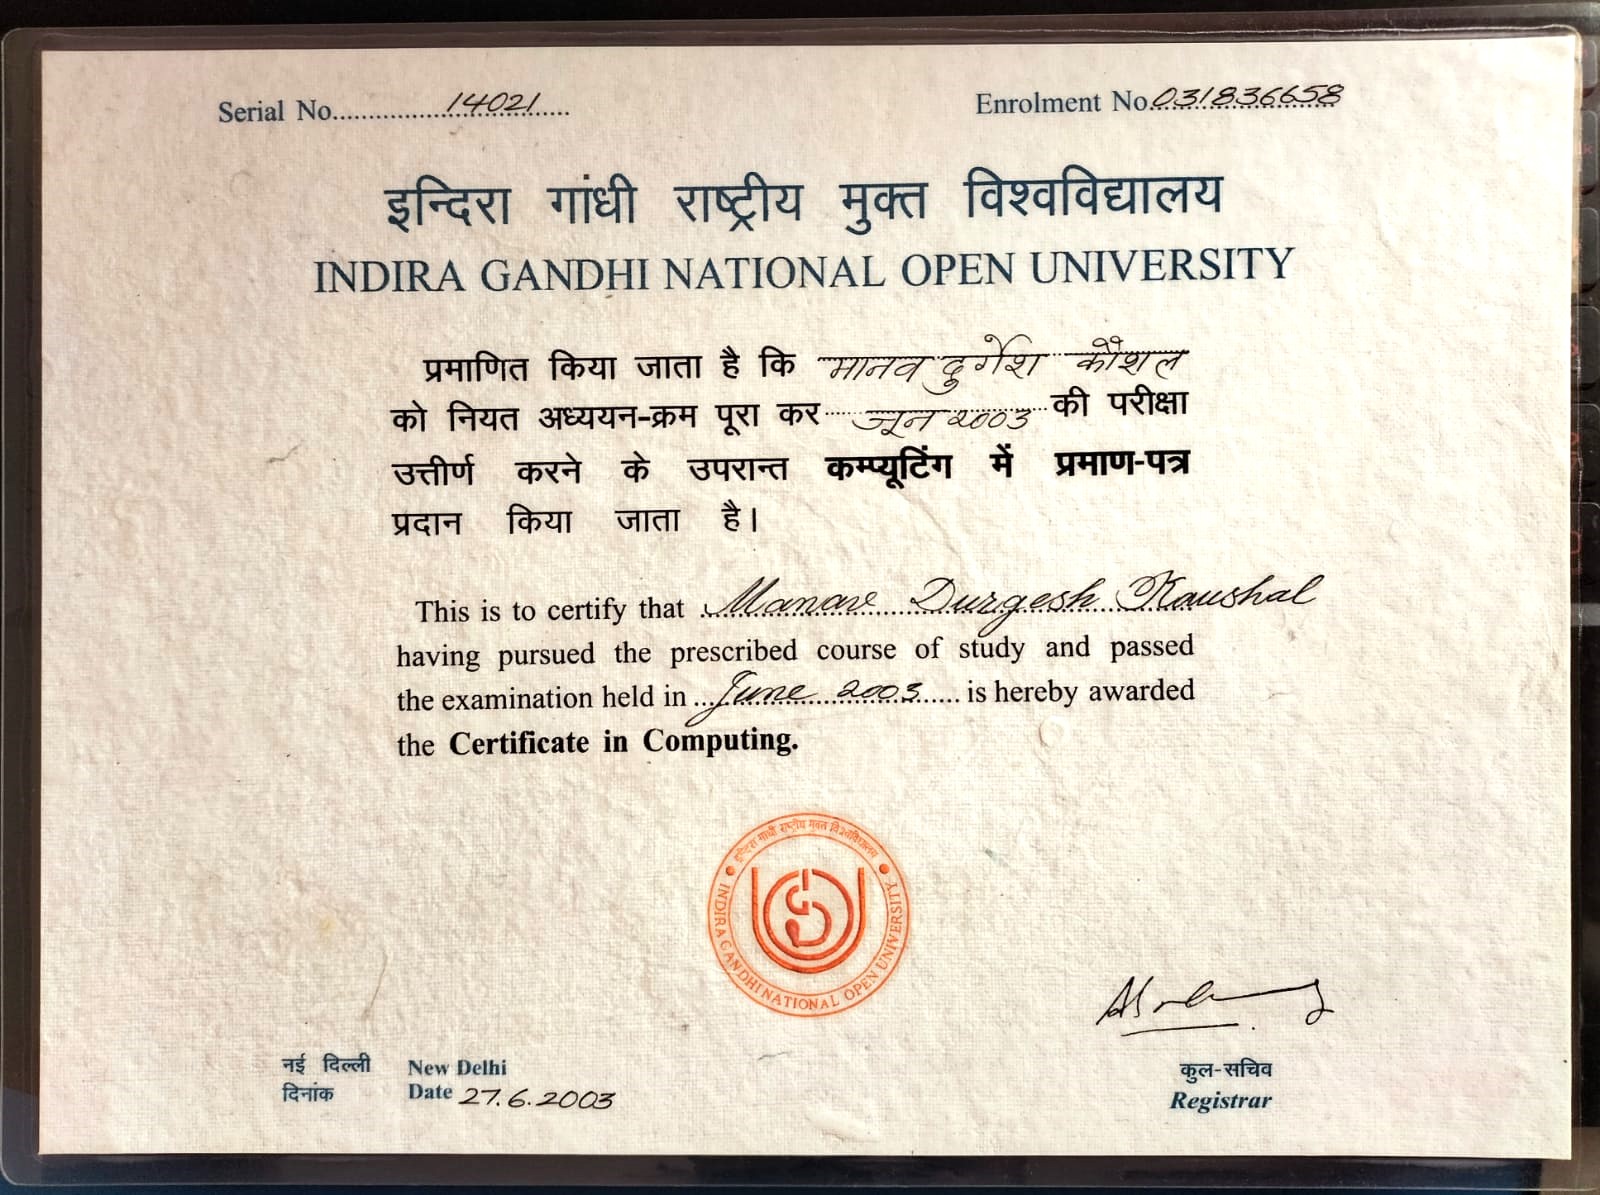 Serial No. 14021
Enrolment No. 031836658
इन्दिरा गांधी राष्ट्रीय मुक्त विश्वविद्यालय
INDIRA GANDHI NATIONAL OPEN UNIVERSITY
प्रमाणित किया जाता है कि मानव दुर्गेश कौशल
को नियत अध्ययन-क्रम पूरा कर जून 2003 की परीक्षा
उत्तीर्ण करने के उपरान्त कम्प्यूटिंग में प्रमाण-पत्र
प्रदान किया जाता है।
This is to certify that Manav Durgesh Kaushal
having pursued the prescribed course of study and passed
the examination held in June 2003 is hereby awarded
the Certificate in Computing.
इन्दिरा गांधी राष्ट्रीय मुक्त विश्वविद्यालय
INDIRA GANDHI NATIONAL OPEN UNIVERSITY
नई दिल्ली New Delhi
दिनांक Date 27.6.2003
कुल-सचिव
Registrar